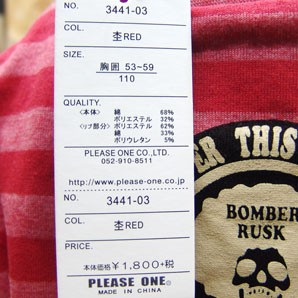 NO. 3441-03
COL. 杢RED
SIZE.
胸囲 53~59
110
QUALITY.
〈本体〉 綿 68%
ポリエステル 32%
〈リブ部分〉 ポリエステル 62%
綿 33%
ポリウレタン 5%
PLEASE ONE CO.LTD.
052-910-8511
http://www.please-one.co.jp
NO. 3441-03
COL. 杢RED
PRICE.
本体価格 ¥1,800+税
PLEASE ONE.
MADE IN CHINA
ER THIS
BOMBER
RUSK